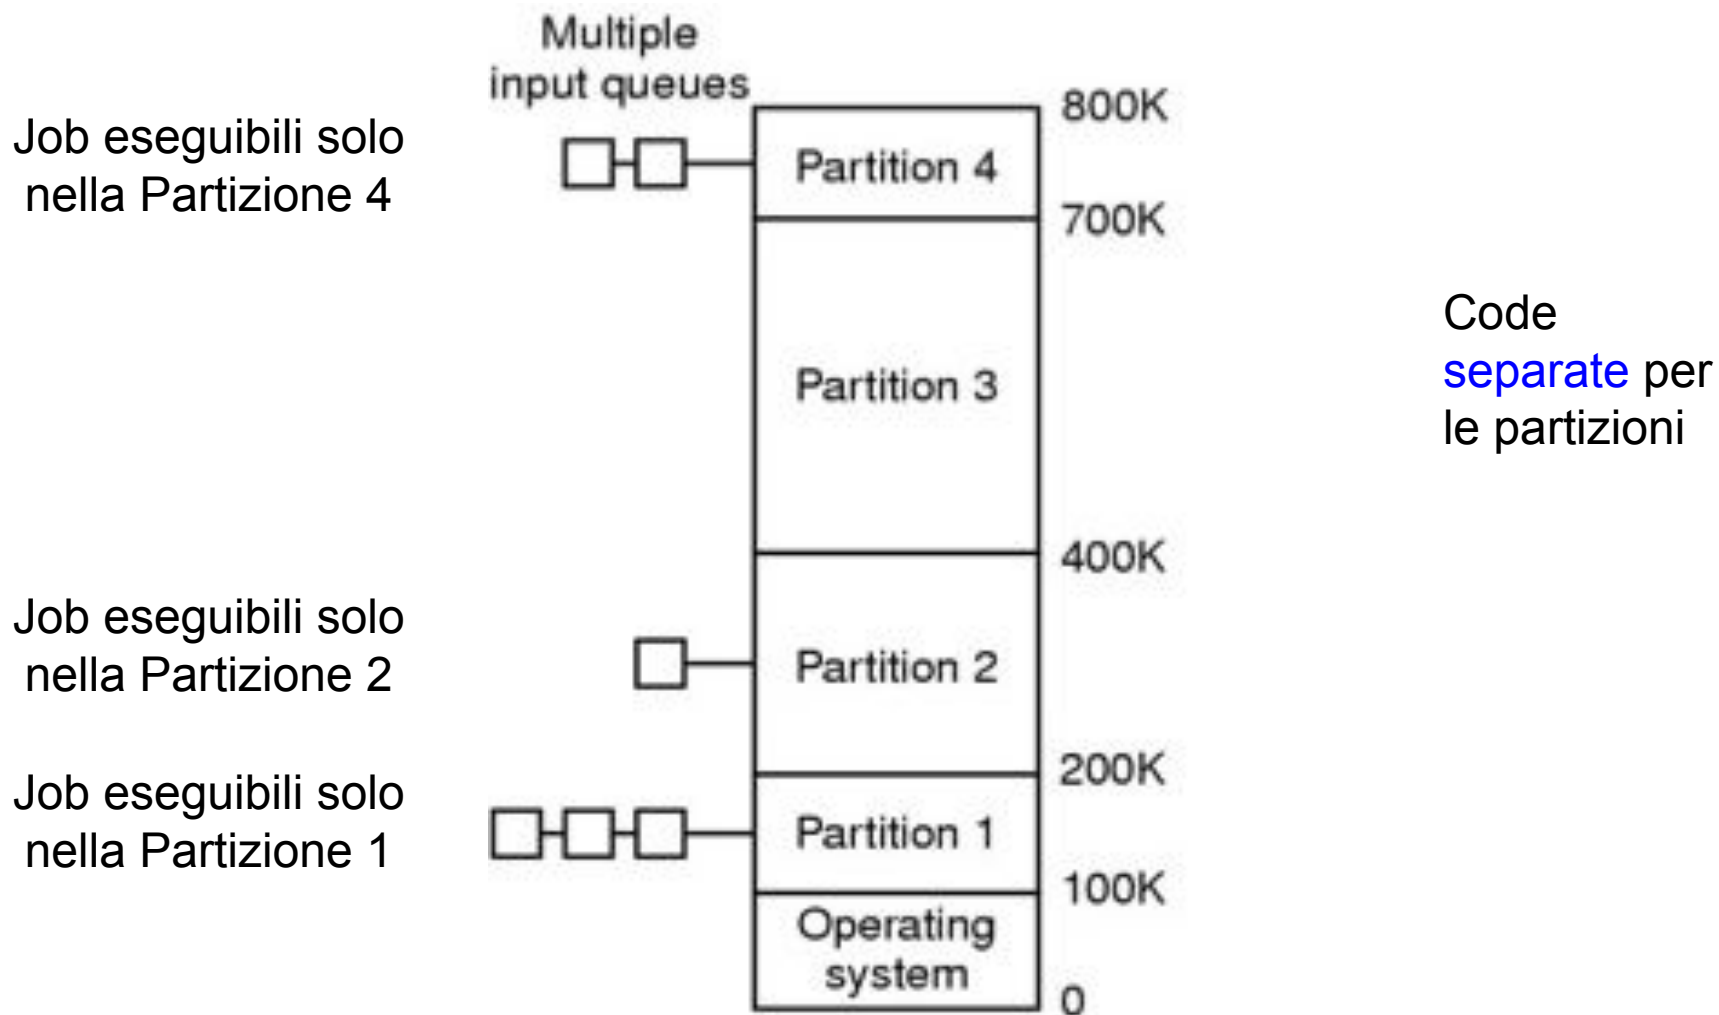 Multiple
input queues
800K
Job eseguibili solo
nella Partizione 4
Partition 4
700K
Code
separate per
le partizioni
Partition 3
400K
Job eseguibili solo
nella Partizione 2
Partition 2
200K
Job eseguibili solo
nella Partizione 1
Partition 1
100K
Operating
system
0